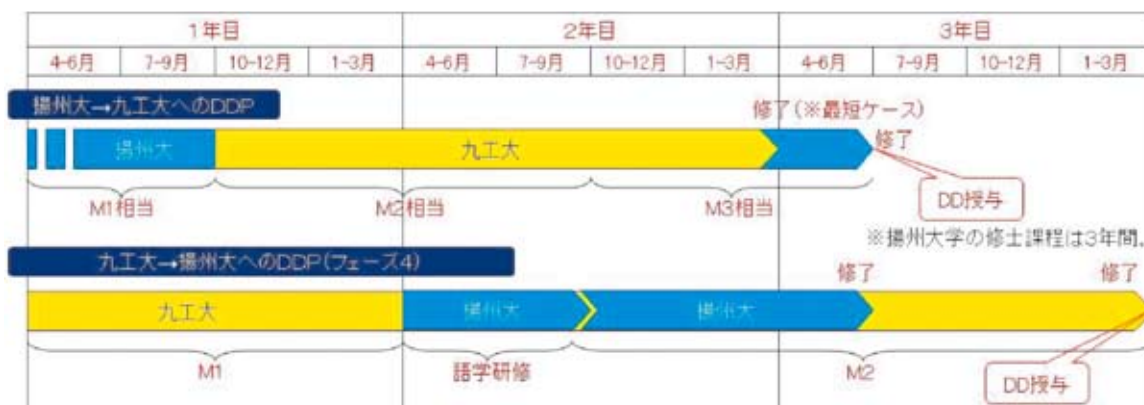 1年目 2年目 3年目
4-6月 7-9月 10-12月 1-3月 4-6月 7-9月 10-12月 1-3月 4-6月 7-9月 10-12月 1-3月
揚州大→九工大へのDDP
修了(※最短ケース)
揚州大 九工大 修了
M1相当 M2相当 M3相当
DD授与
※揚州大学の修士課程は3年間。
九工大→揚州大へのDDP(フェーズ4)
修了 修了
九工大 揚州大 揚州大
M1 語学研修 M2
DD授与